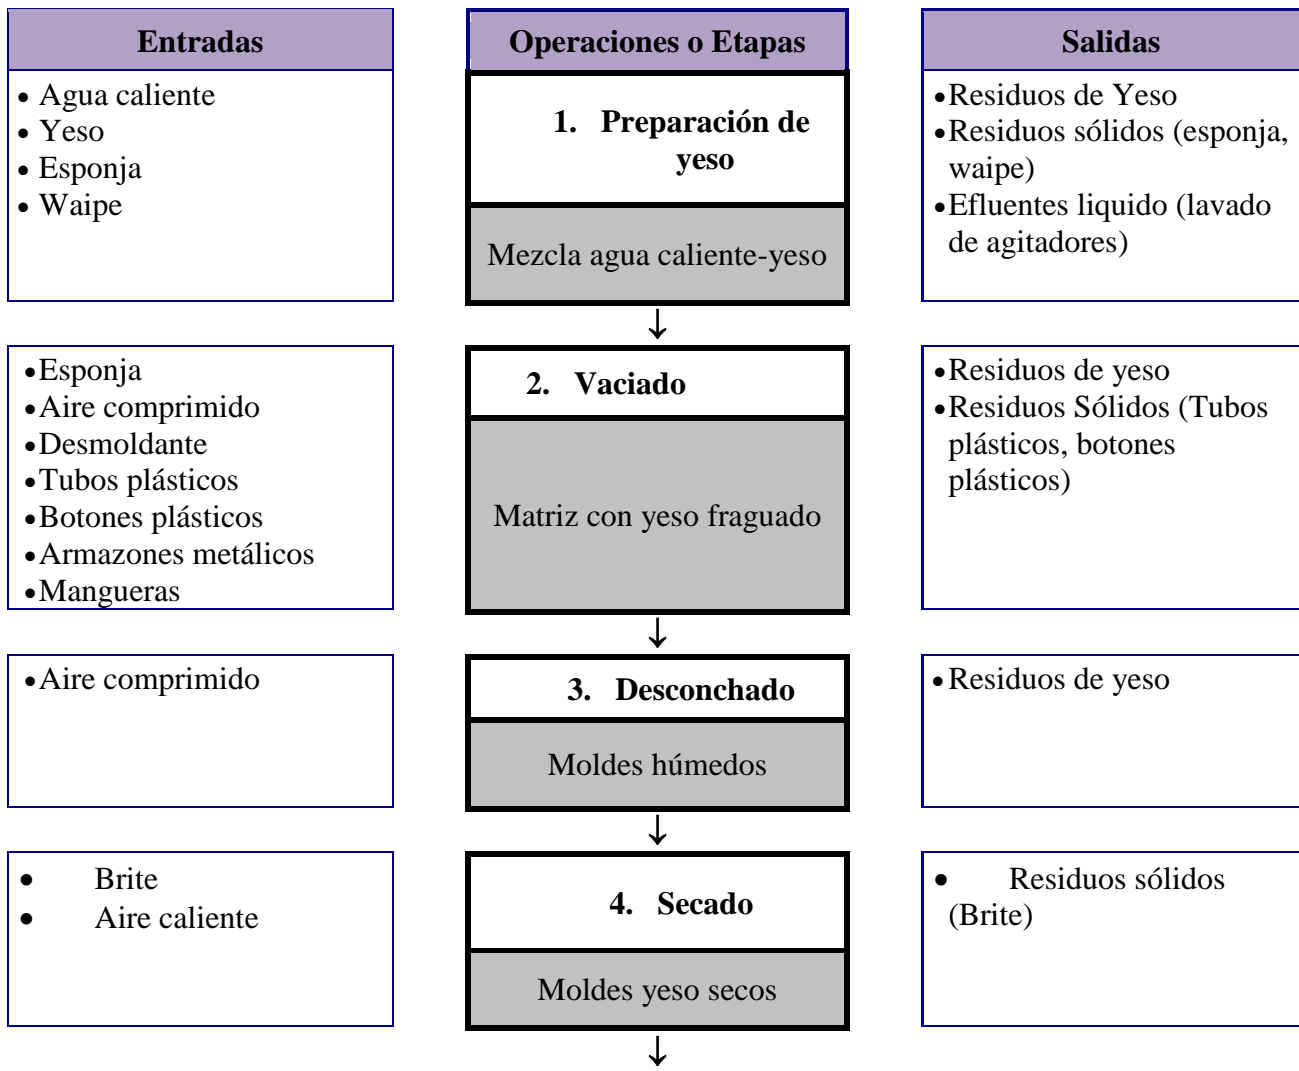 Entradas
Operaciones o Etapas
Salidas
• Agua caliente
• Yeso
• Esponja
• Waipe
1. Preparación de
yeso
Mezcla agua caliente-yeso
•Residuos de Yeso
•Residuos sólidos (esponja,
waipe)
•Efluentes liquido (lavado
de agitadores)
↓
•Esponja
•Aire comprimido
•Desmoldante
•Tubos plásticos
•Botones plásticos
•Armazones metálicos
•Mangueras
2. Vaciado
Matriz con yeso fraguado
•Residuos de yeso
•Residuos Sólidos (Tubos
plásticos, botones
plásticos)
↓
•Aire comprimido
3. Desconchado
Moldes húmedos
•Residuos de yeso
↓
• Brite
• Aire caliente
4. Secado
Moldes yeso secos
• Residuos sólidos
(Brite)
↓